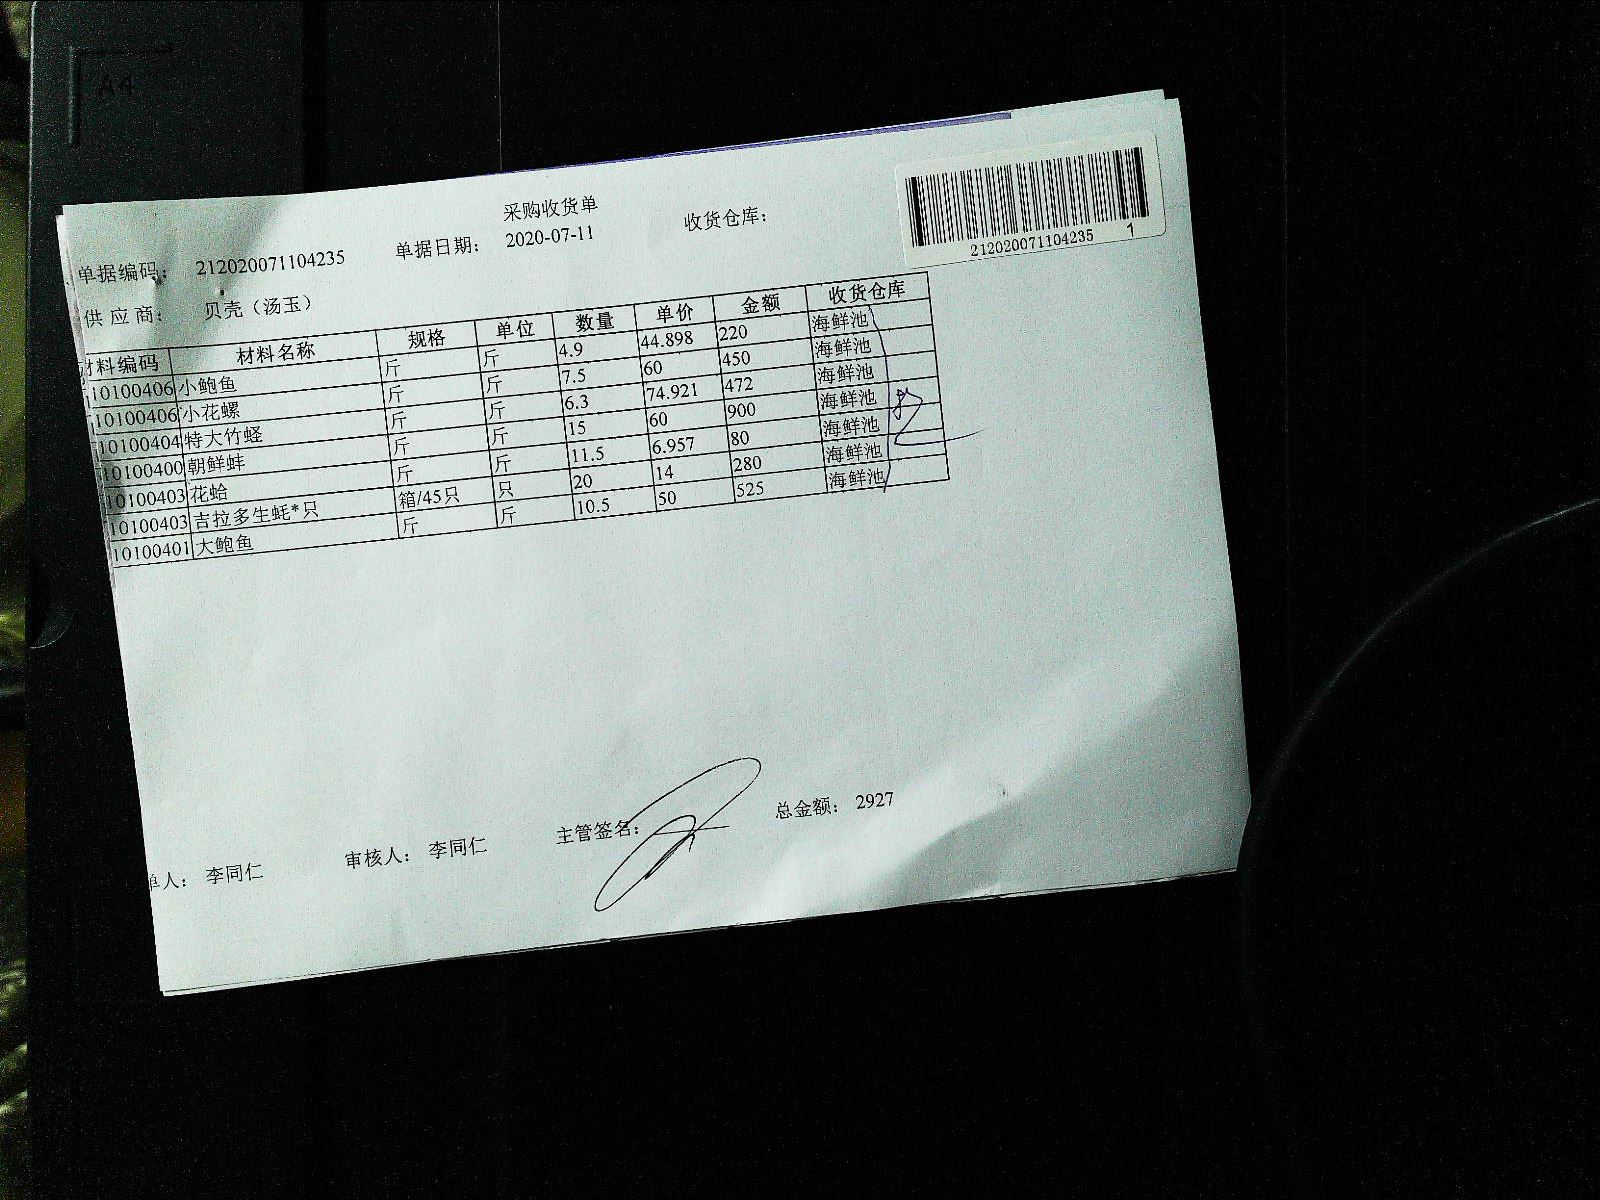 A4
采购收货单
单据编码: 212020071104235 单据日期: 2020-07-11 收货仓库:
212020071104235 1
供应商: 贝壳（汤玉）
材料编码 材料名称 规格 单位 数量 单价 金额 收货仓库
10100406 小鲍鱼 斤 斤 4.9 44.898 220 海鲜池
10100406 小花螺 斤 斤 7.5 60 450 海鲜池
10100404 特大竹蛏 斤 斤 6.3 74.921 472 海鲜池
10100400 朝鲜蚌 斤 斤 15 60 900 海鲜池
10100403 花蛤 斤 斤 11.5 6.957 80 海鲜池
10100403 吉拉多生蚝*只 箱/45只 只 20 14 280 海鲜池
10100401 大鲍鱼 斤 斤 10.5 50 525 海鲜池
单人: 李同仁 审核人: 李同仁 主管签名: 总金额: 2927